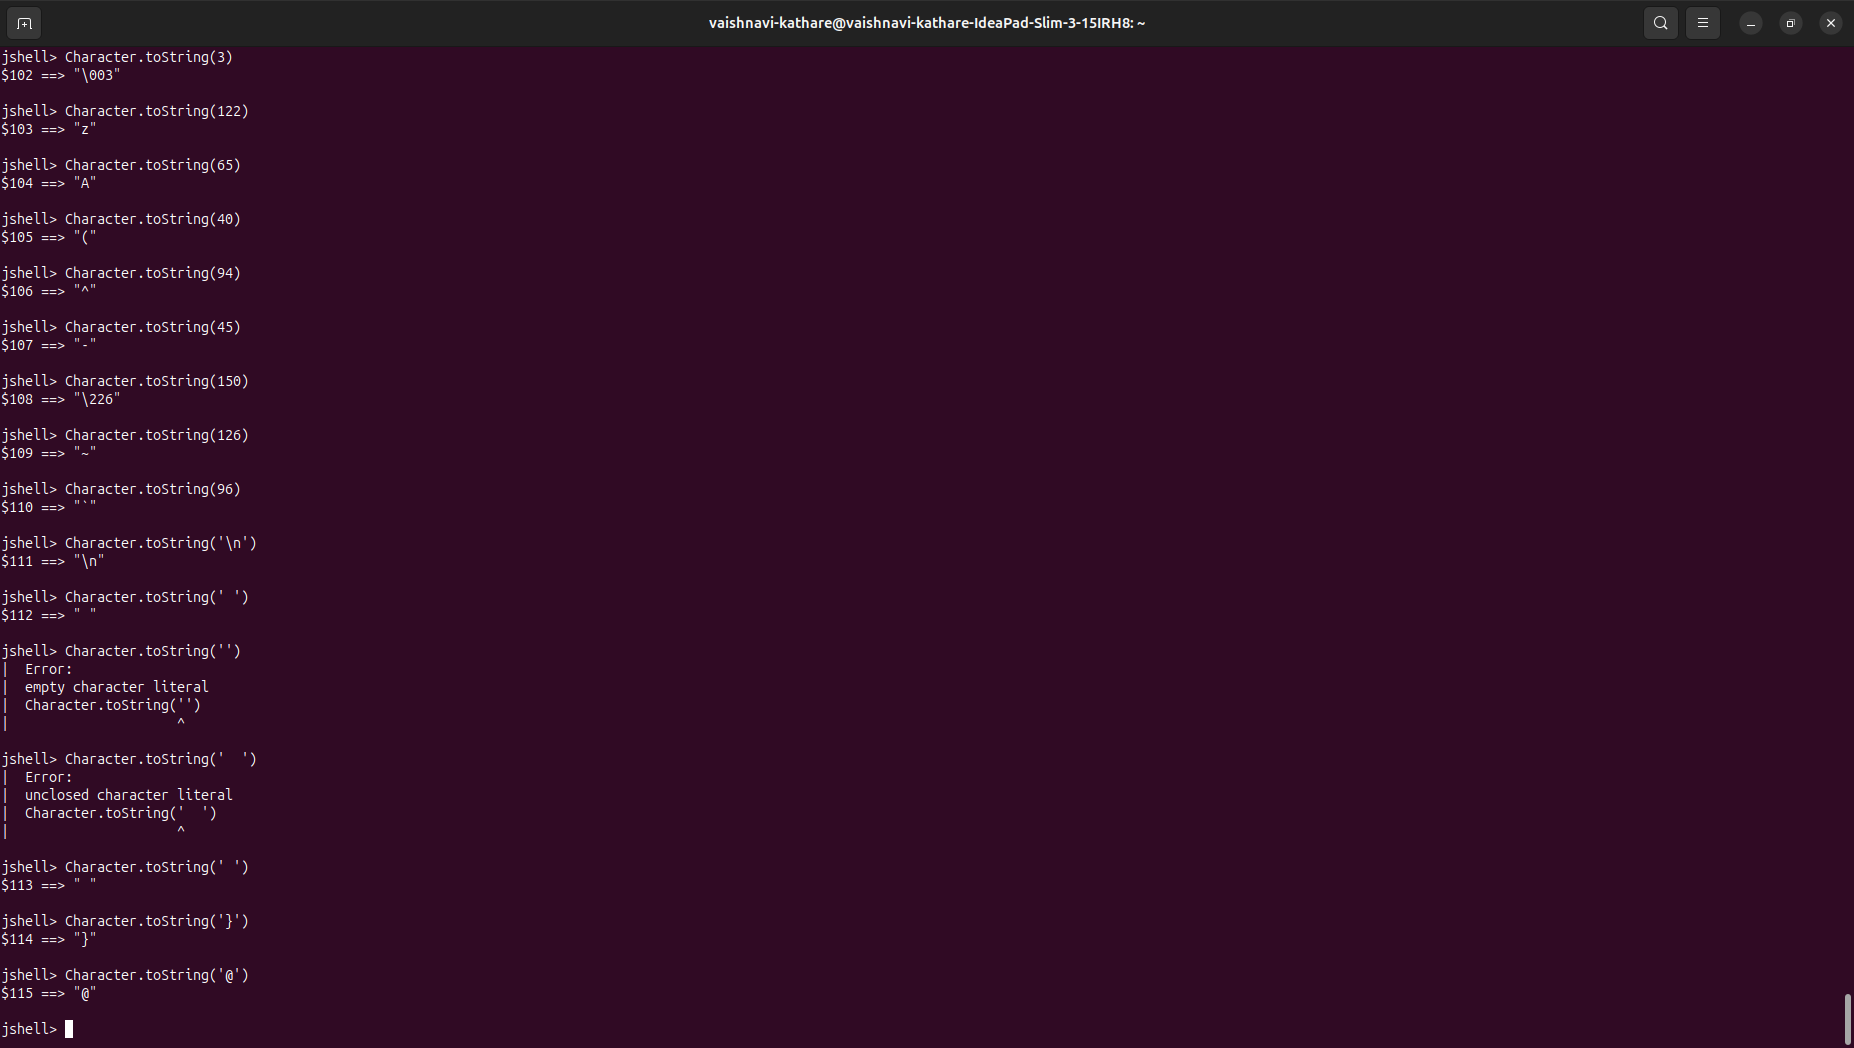 vaishnavi-kathare@vaishnavi-kathare-IdeaPad-Slim-3-15IRH8: ~
jshell> Character.toString(3)
$102 ==> "\003"
jshell> Character.toString(122)
$103 ==> "z"
jshell> Character.toString(65)
$104 ==> "A"
jshell> Character.toString(40)
$105 ==> "("
jshell> Character.toString(94)
$106 ==> "^"
jshell> Character.toString(45)
$107 ==> "-"
jshell> Character.toString(150)
$108 ==> "\226"
jshell> Character.toString(126)
$109 ==> "~"
jshell> Character.toString(96)
$110 ==> "`"
jshell> Character.toString('\n')
$111 ==> "\n"
jshell> Character.toString(' ')
$112 ==> " "
jshell> Character.toString('')
|  Error:
|  empty character literal
|  Character.toString('')
|                     ^
jshell> Character.toString('  ')
|  Error:
|  unclosed character literal
|  Character.toString('  ')
|                     ^
jshell> Character.toString(' ')
$113 ==> " "
jshell> Character.toString('}')
$114 ==> "}"
jshell> Character.toString('@')
$115 ==> "@"
jshell>